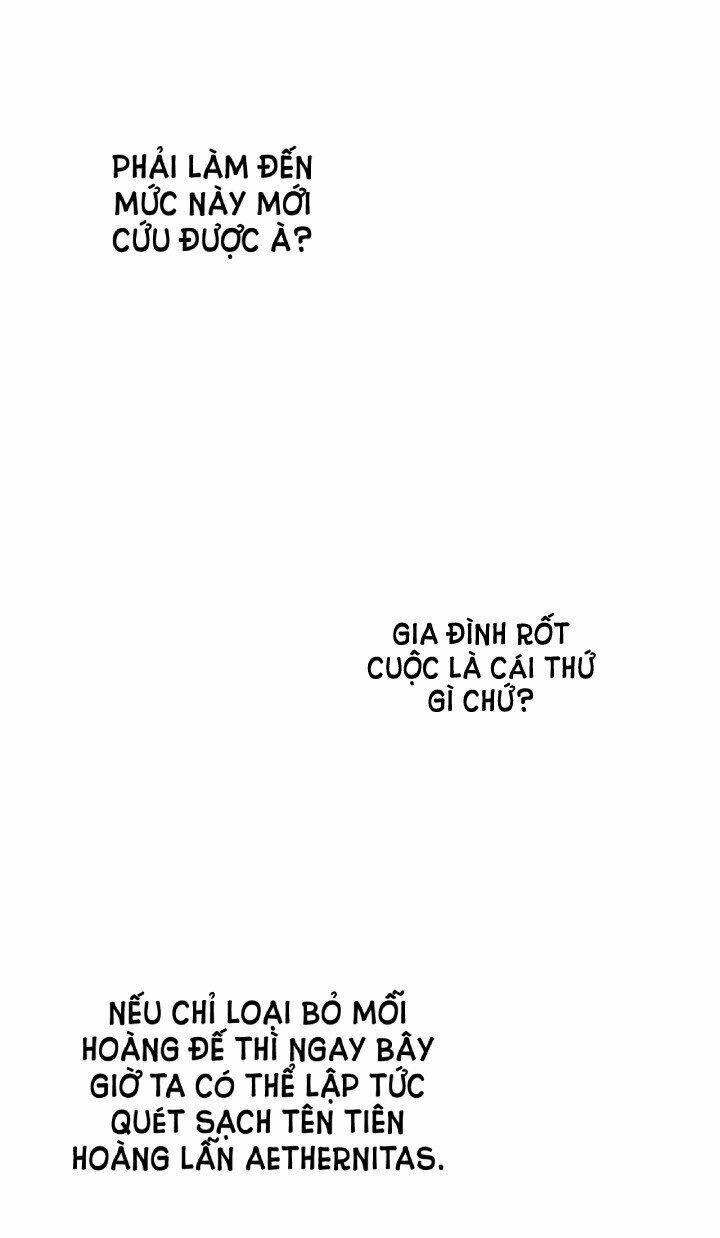 PHẢI LÀM ĐẾN
MỨC NÀY MỚI
CỨU ĐƯỢC À?
GIA ĐÌNH RỐT
CUỘC LÀ CÁI THỨ
GÌ CHỨ?
NẾU CHỈ LOẠI BỎ MỖI
HOÀNG ĐẾ THÌ NGAY BÂY
GIỜ TA CÓ THỂ LẬP TỨC
QUÉT SẠCH TÊN TIÊN
HOÀNG LẪN AETHERNITAS.